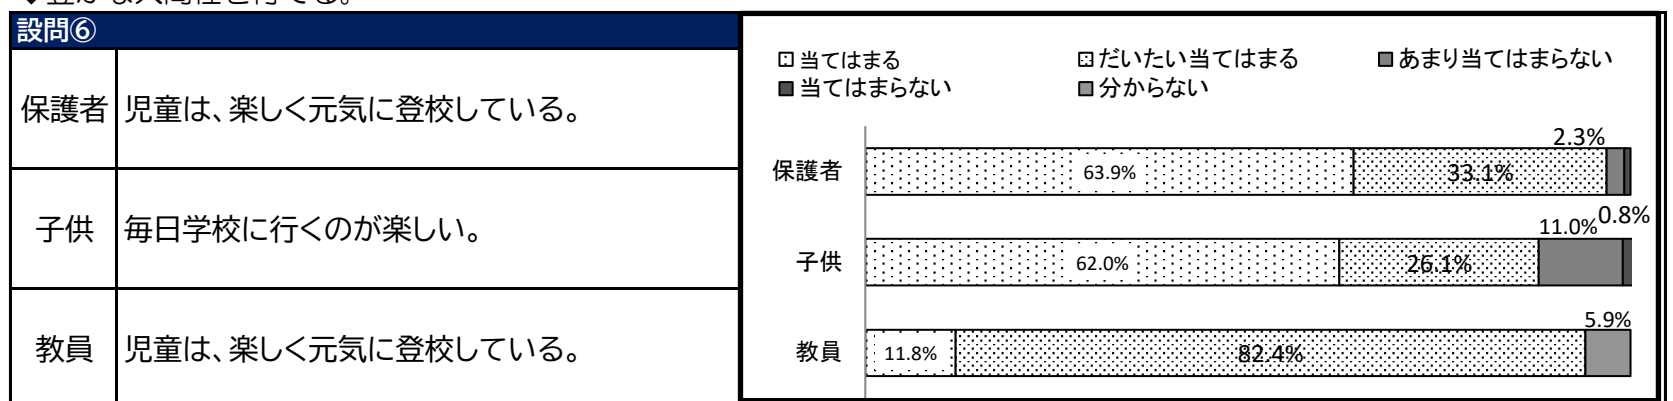 設問⑥
保護者 児童は、楽しく元気に登校している。
子供 毎日学校に行くのが楽しい。
教員 児童は、楽しく元気に登校している。
当てはまる だいたい当てはまる あまり当てはまらない
当てはまらない 分からない
2.3%
保護者 63.9% 33.1%
11.0% 0.8%
子供 62.0% 26.1%
5.9%
教員 11.8% 82.4%